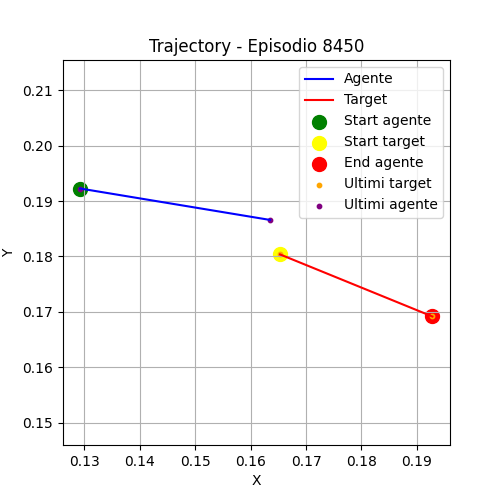 Trajectory - Episodio 8450
Agente
Target
Start agente
Start target
End agente
Ultimi target
Ultimi agente
Y
0.21
0.20
0.19
0.18
0.17
0.16
0.15
0.13
0.14
0.15
0.16
0.17
0.18
0.19
X